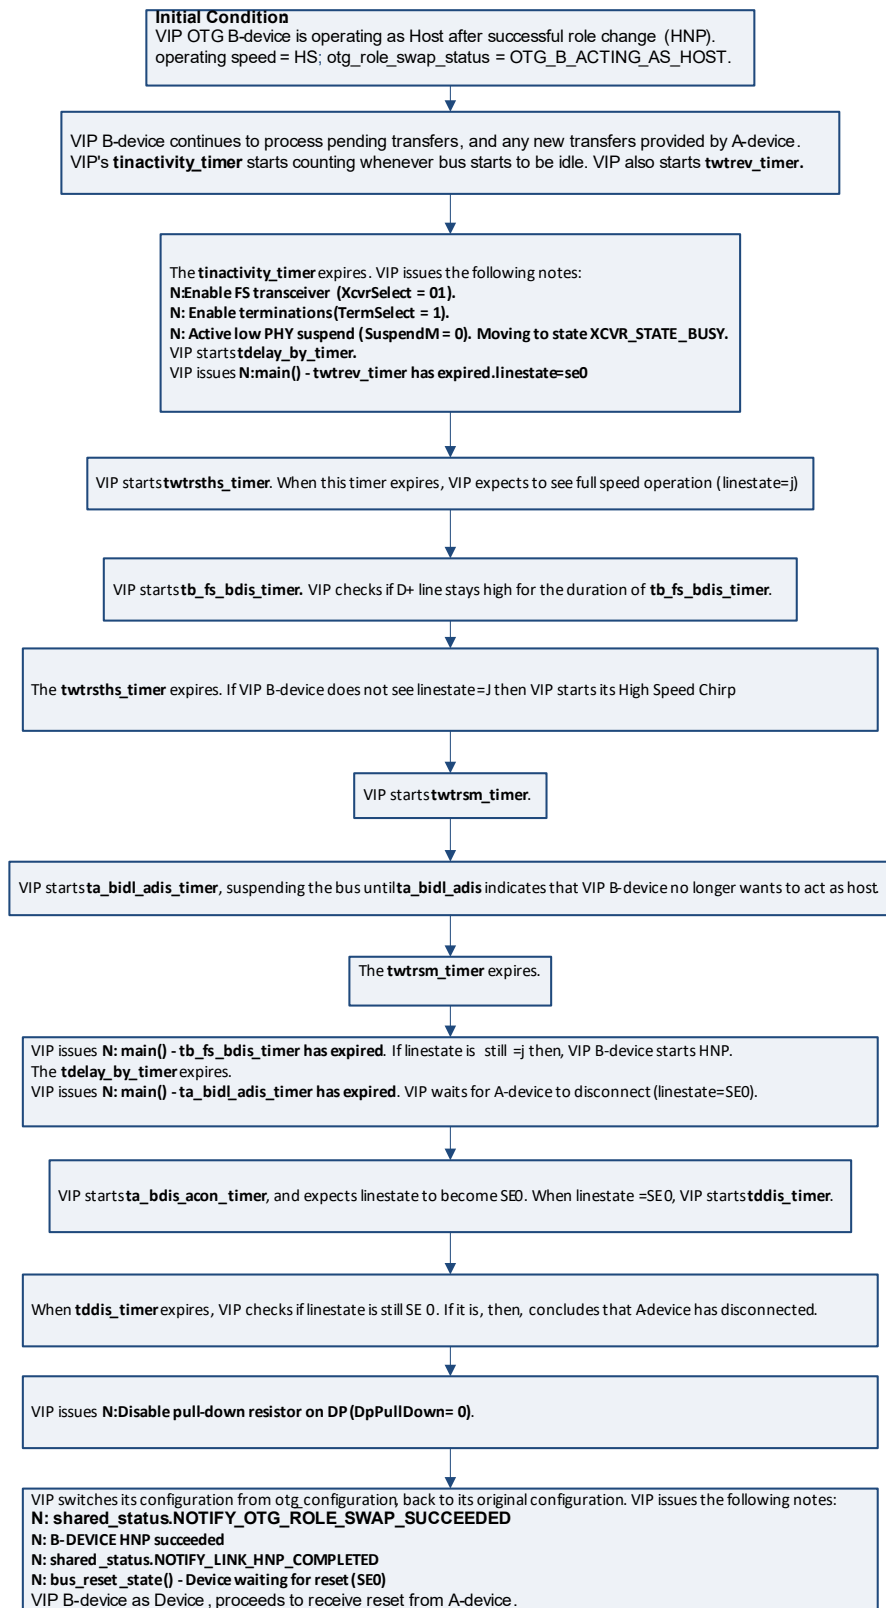 Initial Condition:
VIP OTG B-device is operating as Host after successful role change (HNP).
operating speed = HS; otg_role_swap_status = OTG_B_ACTING_AS_HOST.
VIP B-device continues to process pending transfers, and any new transfers provided by A-device.
VIP's tinactivity_timer starts counting whenever bus starts to be idle. VIP also starts twtrev_timer.
The tinactivity_timer expires. VIP issues the following notes:
N:Enable FS transceiver (XcvrSelect = 01).
N: Enable terminations (TermSelect = 1).
N: Active low PHY suspend (SuspendM = 0). Moving to state XCVR_STATE_BUSY.
VIP starts tdelay_by_timer.
VIP issues N:main() - twtrev_timer has expired.linestate=se0
VIP starts twtrsths_timer. When this timer expires, VIP expects to see full speed operation (linestate=j)
VIP starts tb_fs_bdis_timer. VIP checks if D+ line stays high for the duration of tb_fs_bdis_timer.
The twtrsths_timer expires. If VIP B-device does not see linestate=J then VIP starts its High Speed Chirp
VIP starts twtrsm_timer.
VIP starts ta_bidl_adis_timer, suspending the bus until ta_bidl_adis indicates that VIP B-device no longer wants to act as host.
The twtrsm_timer expires.
VIP issues N: main() - tb_fs_bdis_timer has expired. If linestate is still =j then, VIP B-device starts HNP.
The tdelay_by_timer expires.
VIP issues N: main() - ta_bidl_adis_timer has expired. VIP waits for A-device to disconnect (linestate=SE0).
VIP starts ta_bdis_acon_timer, and expects linestate to become SE0. When linestate =SE0, VIP starts tddis_timer.
When tddis_timer expires, VIP checks if linestate is still SE 0. If it is, then, concludes that A-device has disconnected.
VIP issues N:Disable pull-down resistor on DP (DpPullDown= 0).
VIP switches its configuration from otg_configuration, back to its original configuration. VIP issues the following notes:
N: shared_status.NOTIFY_OTG_ROLE_SWAP_SUCCEEDED
N: B-DEVICE HNP succeeded
N: shared_status.NOTIFY_LINK_HNP_COMPLETED
N: bus_reset_state() - Device waiting for reset (SE0)
VIP B-device as Device, proceeds to receive reset from A-device.